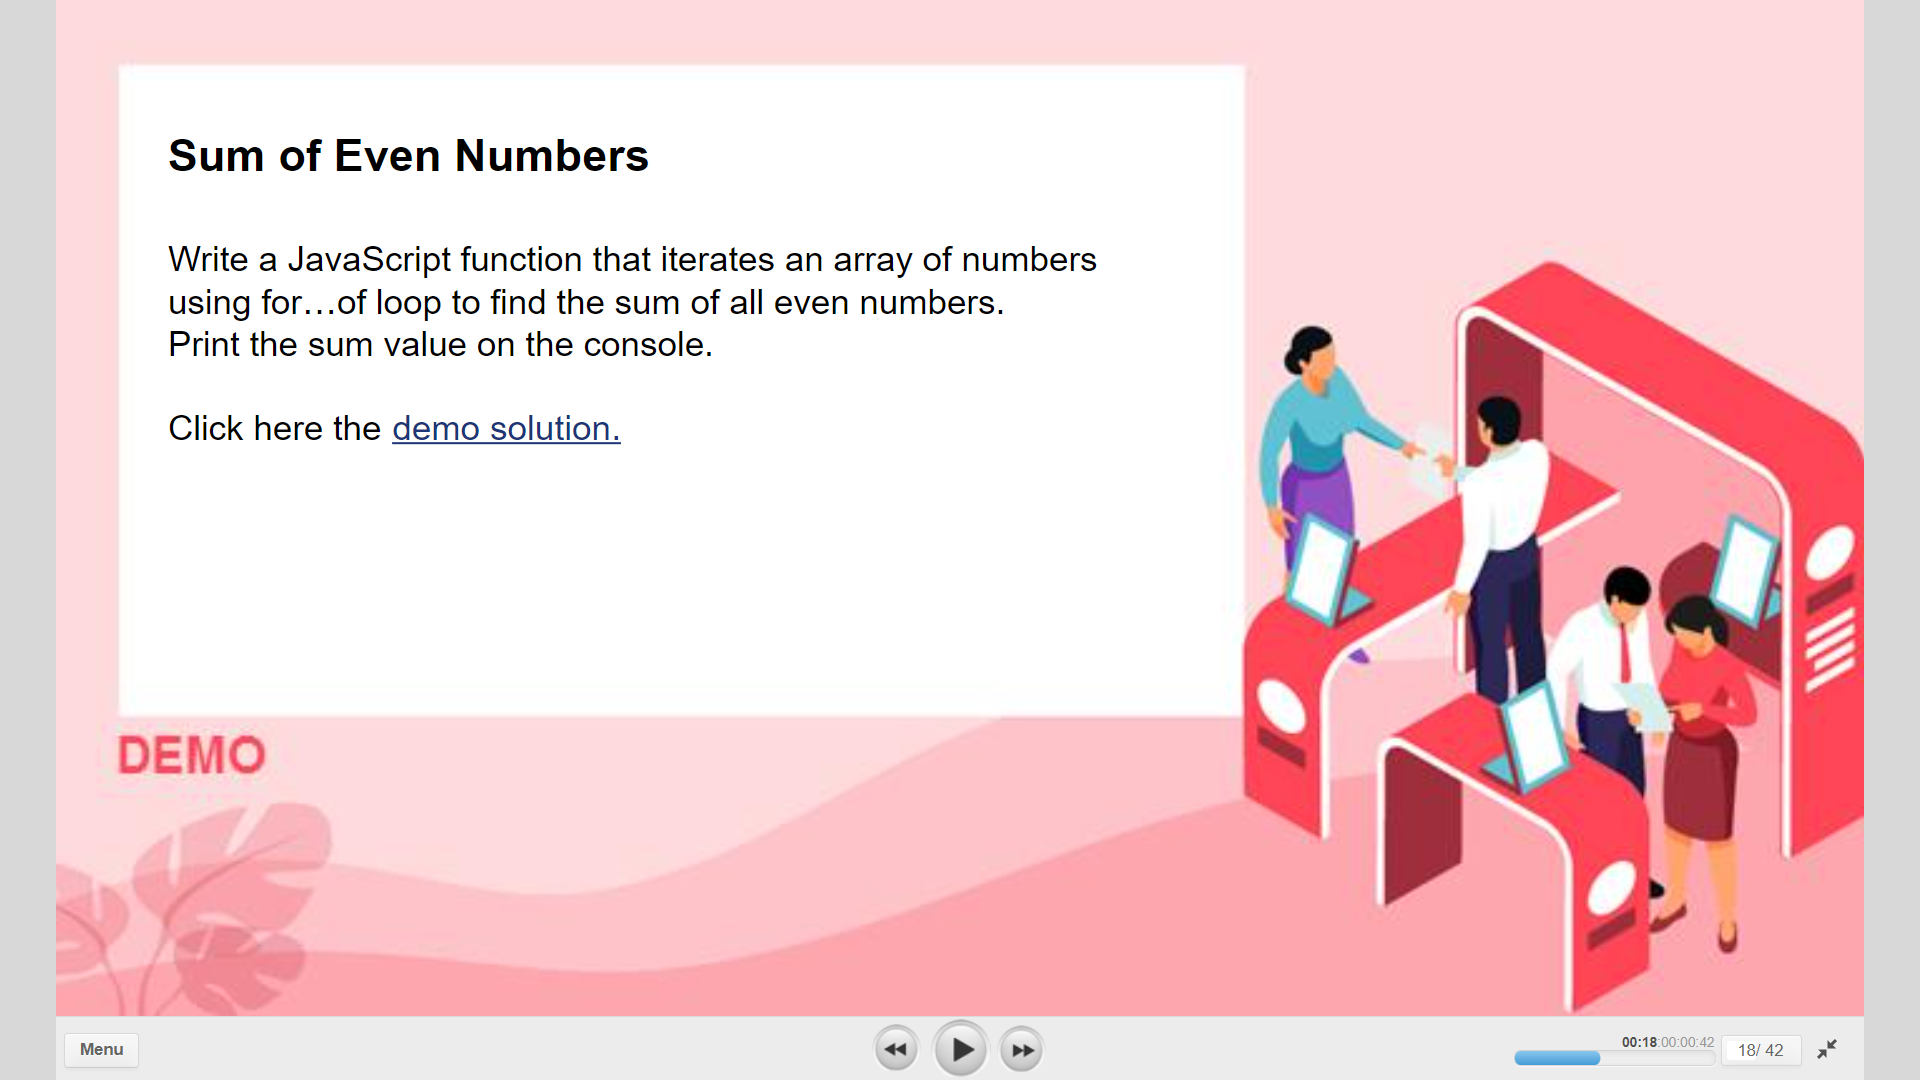 Sum of Even Numbers
Write a JavaScript function that iterates an array of numbers
using for…of loop to find the sum of all even numbers.
Print the sum value on the console.
Click here the demo solution.
DEMO
Menu
00:18:00:00:42
18/ 42